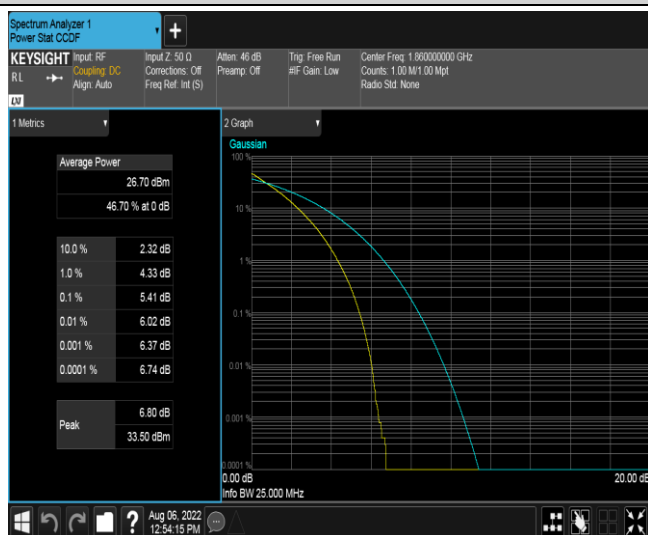 Spectrum Analyzer 1
Power Stat CCDF
KEYSIGHT
RL
LXI
Input: RF
Coupling: DC
Align: Auto
Input Z: 50 Ω
Corrections: Off
Freq Ref: Int (S)
Atten: 46 dB
Preamp: Off
Trig: Free Run
#IF Gain: Low
Center Freq: 1.860000000 GHz
Counts: 1.00 M/1.00 Mpt
Radio Std: None
1 Metrics
Average Power
26.70 dBm
46.70 % at 0 dB
10.0 % 2.32 dB
1.0 % 4.33 dB
0.1 % 5.41 dB
0.01 % 6.02 dB
0.001 % 6.37 dB
0.0001 % 6.74 dB
Peak
6.80 dB
33.50 dBm
2 Graph
Gaussian
100 %
10 %
1 %
0.1 %
0.01 %
0.001 %
0.0001 %
0.00 dB
20.00 dB
Info BW 25.000 MHz
?
Aug 06, 2022
12:54:15 PM